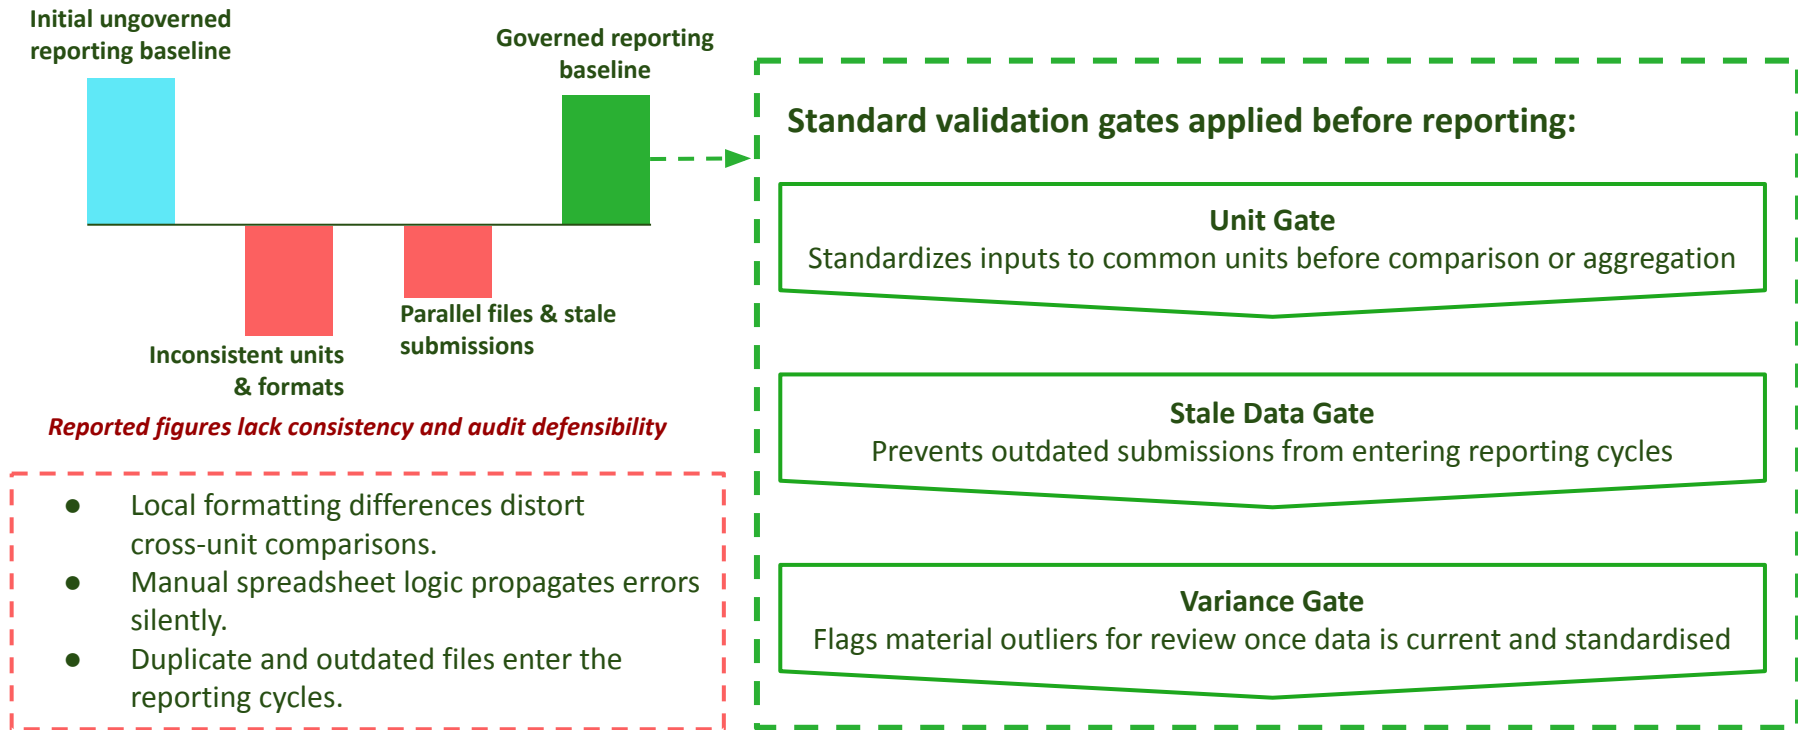 Initial ungoverned
reporting baseline
Governed reporting
baseline
Inconsistent units
& formats
Parallel files & stale
submissions
Reported figures lack consistency and audit defensibility
● Local formatting differences distort
cross-unit comparisons.
● Manual spreadsheet logic propagates errors
silently.
● Duplicate and outdated files enter the
reporting cycles.
Standard validation gates applied before reporting:
Unit Gate
Standardizes inputs to common units before comparison or aggregation
Stale Data Gate
Prevents outdated submissions from entering reporting cycles
Variance Gate
Flags material outliers for review once data is current and standardised